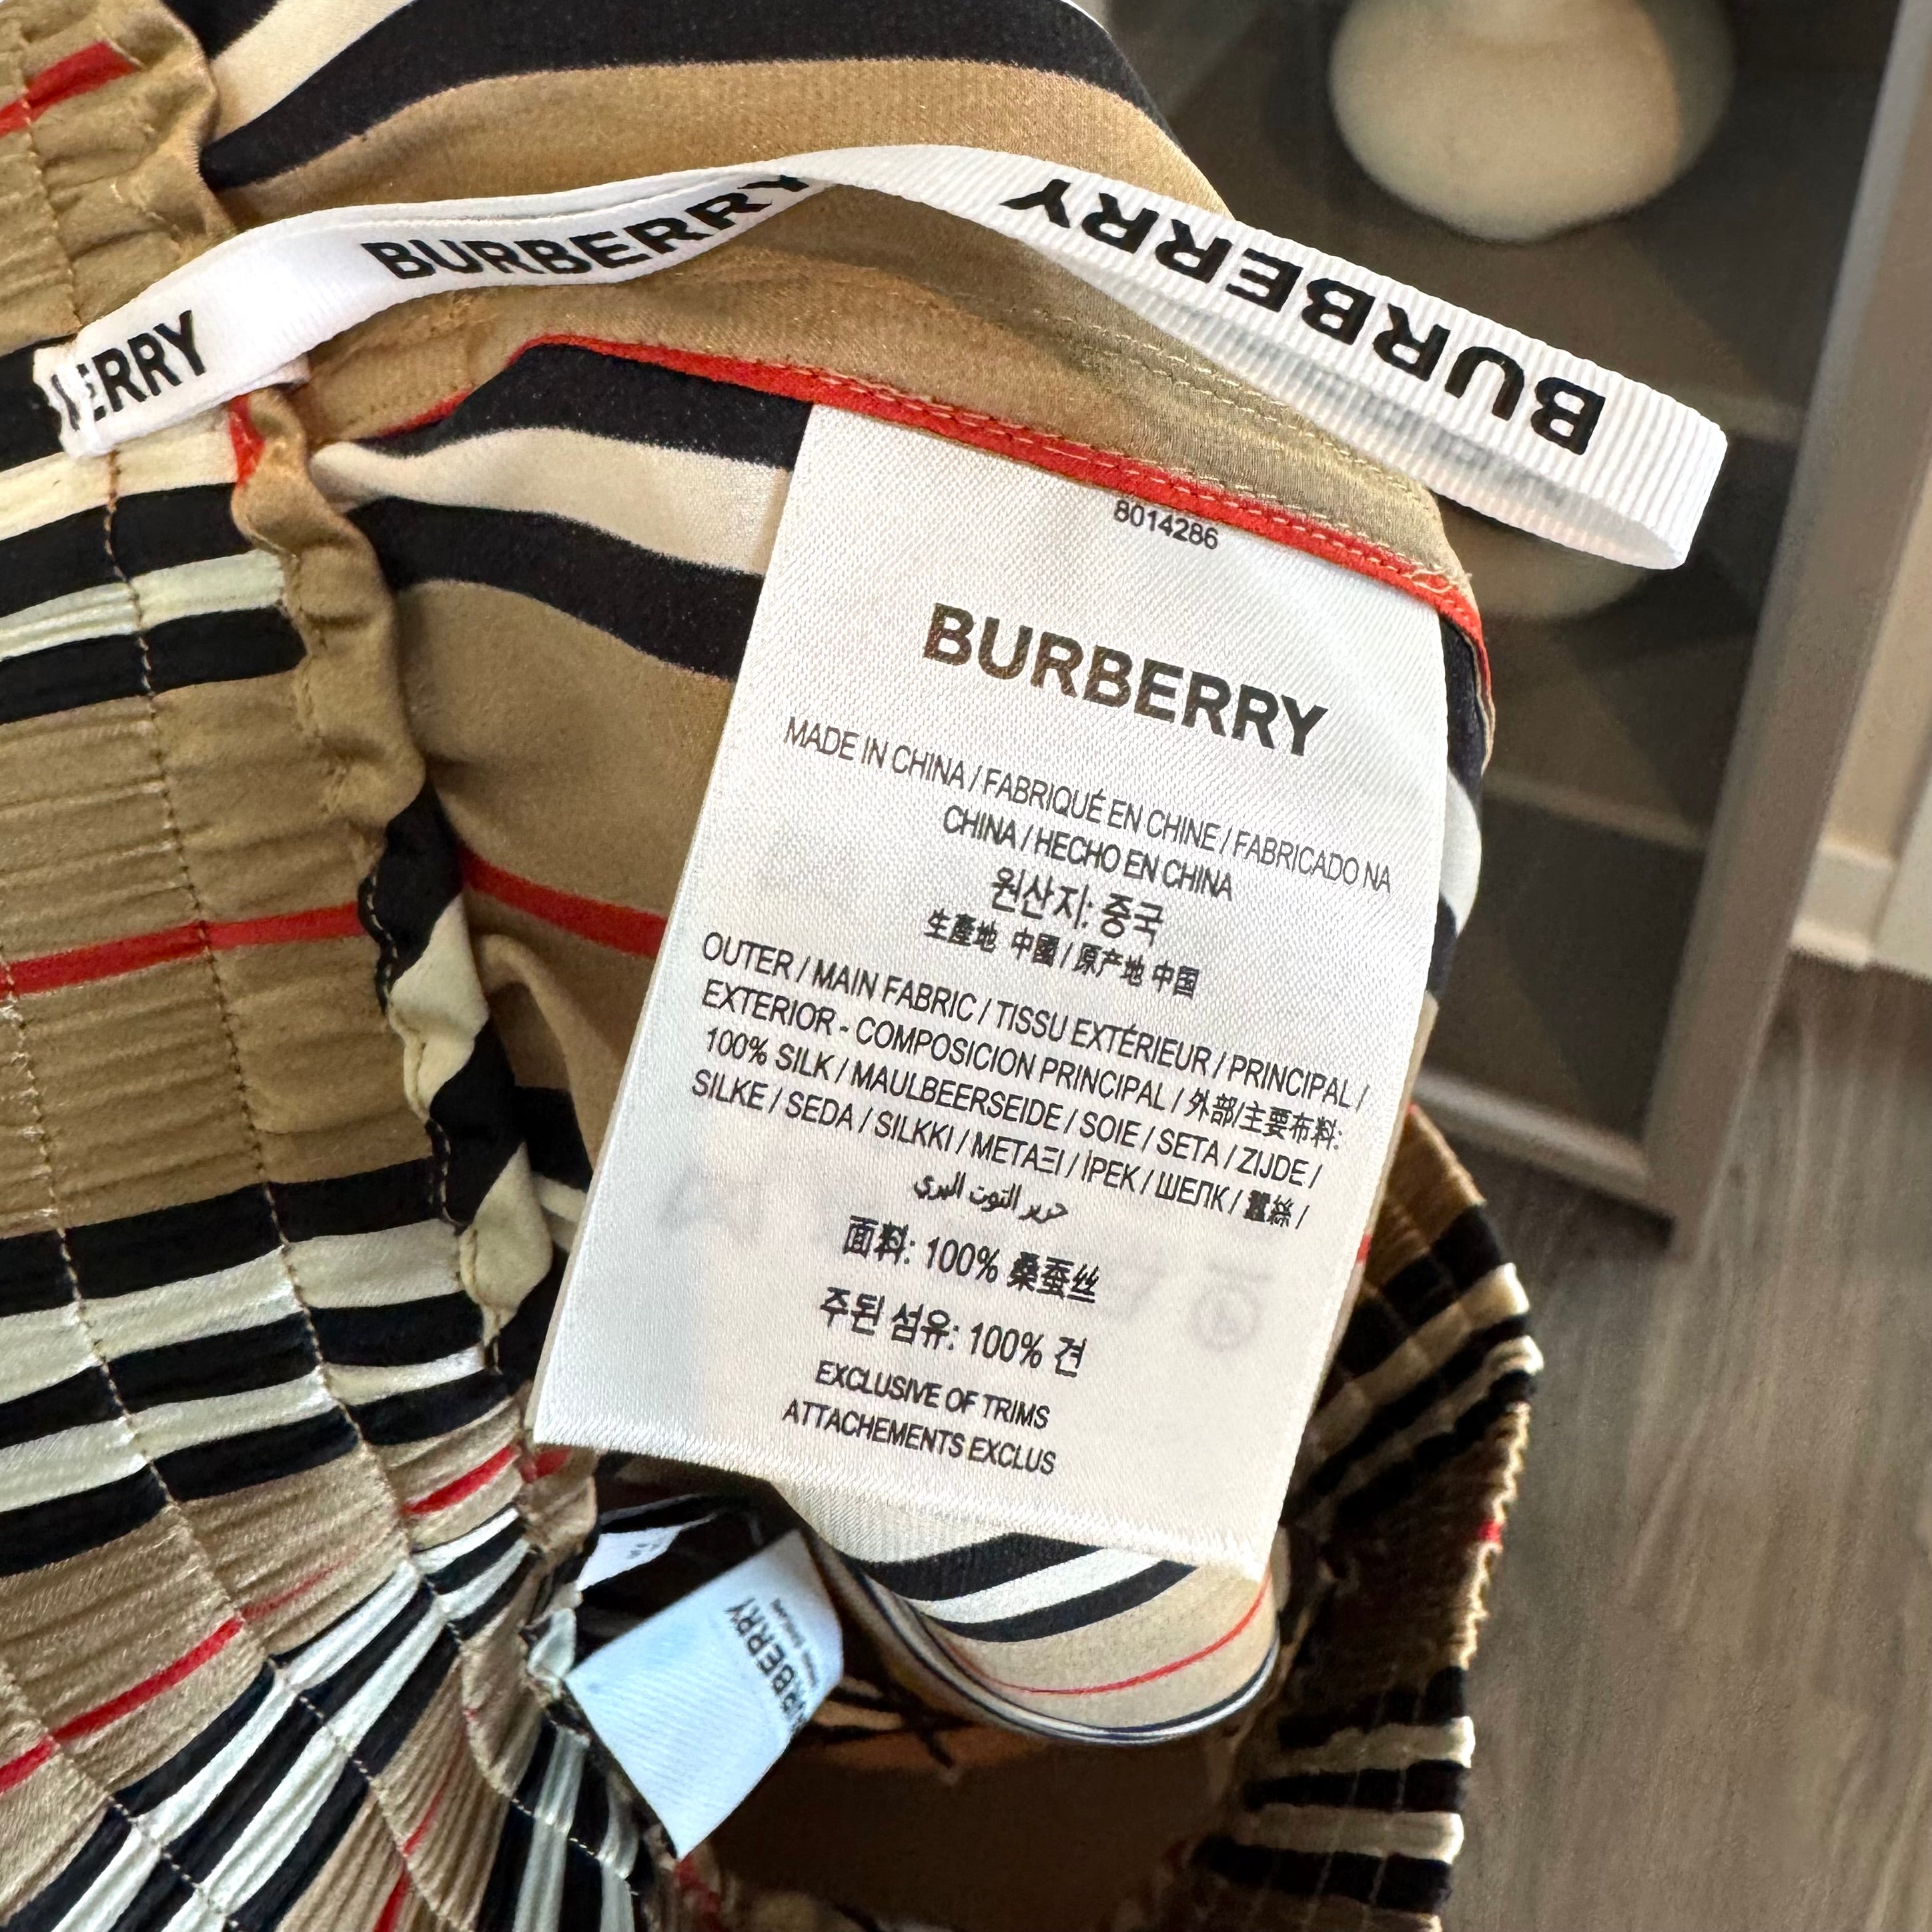 BURBERRY
BURBERRY
ERRY
8014286
BURBERRY
MADE IN CHINA / FABRIQUÉ EN CHINE / FABRICADO NA
CHINA / HECHO EN CHINA
원산지: 중국
生產地 中國 / 原产地 中国
OUTER / MAIN FABRIC / TISSU EXTÉRIEUR / PRINCIPAL /
EXTERIOR - COMPOSICION PRINCIPAL / 外部/主要布料:
100% SILK / MAULBEERSEIDE / SOIE / SETA / ZIJDE /
SILKE / SEDA / SILKKI / ΜΕΤΑΞΙ / İPEK / ШЕЛК / 蠶絲 /
حرير التوت البري
面料: 100% 桑蚕丝
주된 섬유: 100% 견
EXCLUSIVE OF TRIMS
ATTACHEMENTS EXCLUS
BURBERRY